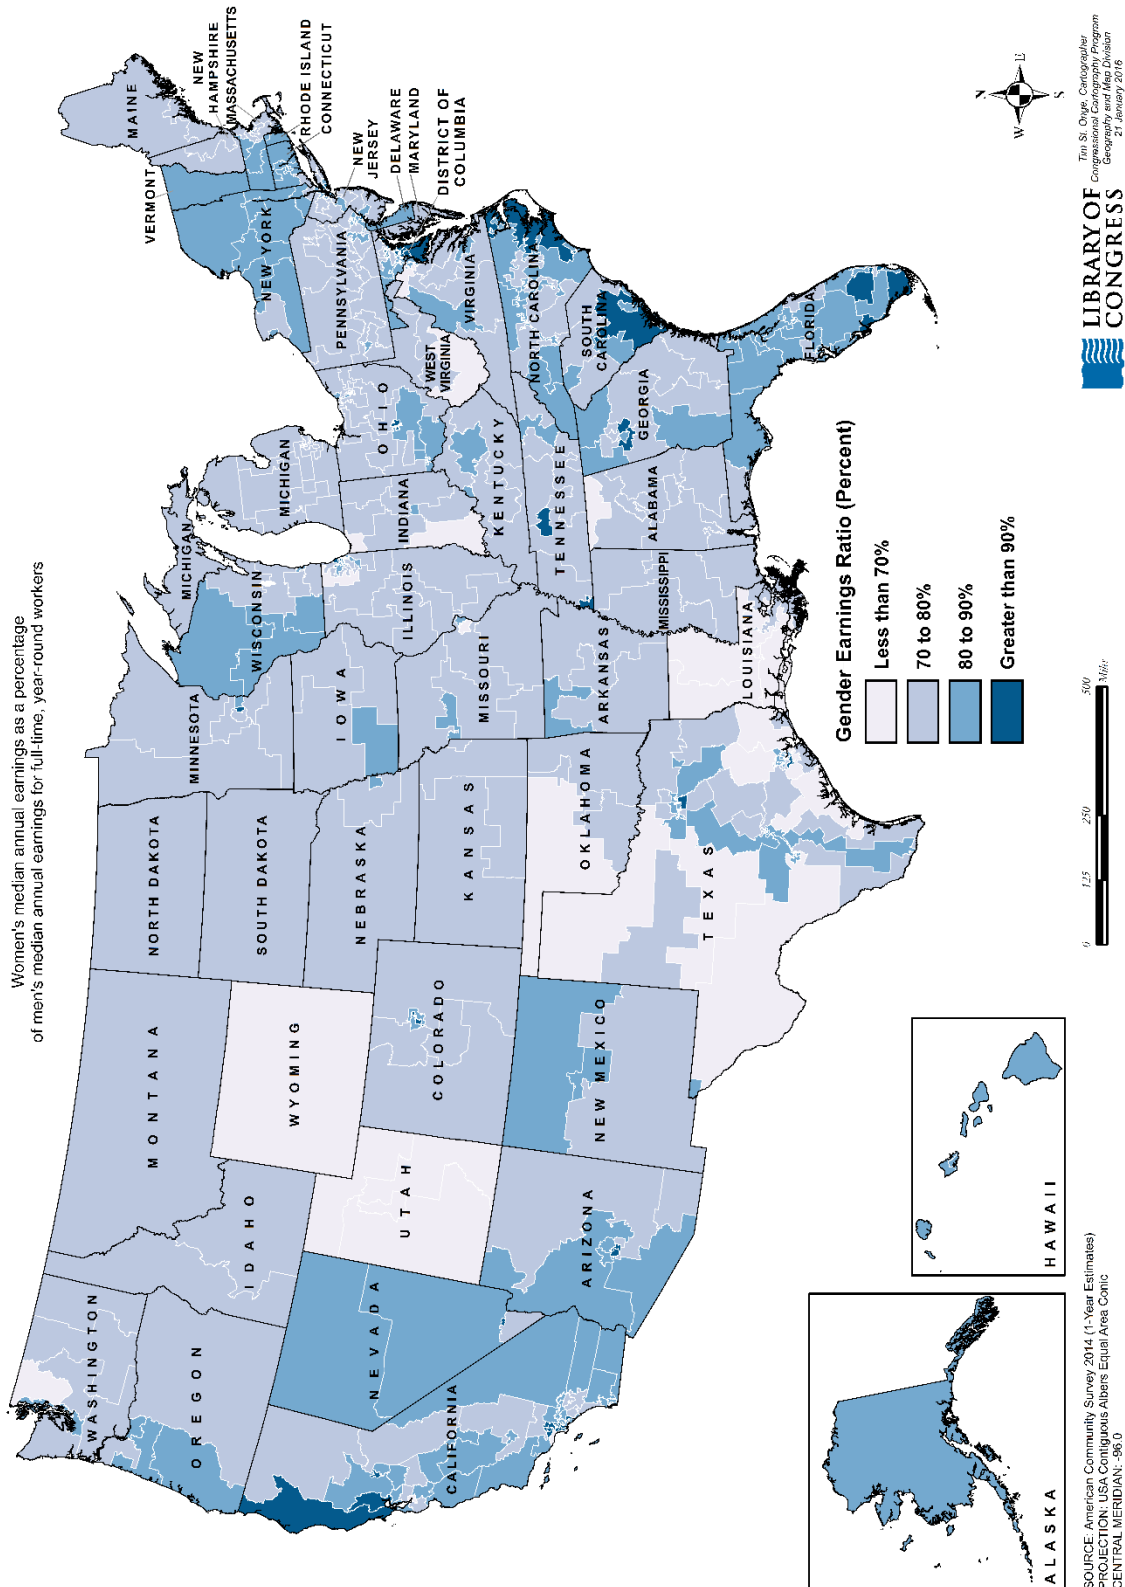 Women's median annual earnings as a percentage
of men's median annual earnings for full-time, year-round workers
WASHINGTON
OREGON
CALIFORNIA
NEVADA
IDAHO
MONTANA
WYOMING
UTAH
ARIZONA
COLORADO
NEW MEXICO
NORTH DAKOTA
SOUTH DAKOTA
NEBRASKA
KANSAS
OKLAHOMA
TEXAS
MINNESOTA
IOWA
MISSOURI
ARKANSAS
LOUISIANA
WISCONSIN
ILLINOIS
MICHIGAN
MICHIGAN
INDIANA
OHIO
KENTUCKY
TENNESSEE
MISSISSIPPI
ALABAMA
GEORGIA
FLORIDA
SOUTH
CAROLINA
NORTH CAROLINA
VIRGINIA
WEST
VIRGINIA
PENNSYLVANIA
NEW YORK
VERMONT
MAINE
NEW
HAMPSHIRE
MASSACHUSETTS
RHODE ISLAND
CONNECTICUT
NEW
JERSEY
DELAWARE
MARYLAND
DISTRICT OF
COLUMBIA
ALASKA
HAWAII
Gender Earnings Ratio (Percent)
Less than 70%
70 to 80%
80 to 90%
Greater than 90%
0 125 250 500
Miles
N
W E
S
SOURCE: American Community Survey 2014 (1-Year Estimates)
PROJECTION: USA Contiguous Albers Equal Area Conic
CENTRAL MERIDIAN: -96.0
LIBRARY OF
CONGRESS
Tim St. Onge, Cartographer
Congressional Cartography Program
Geography and Map Division
21 January 2016